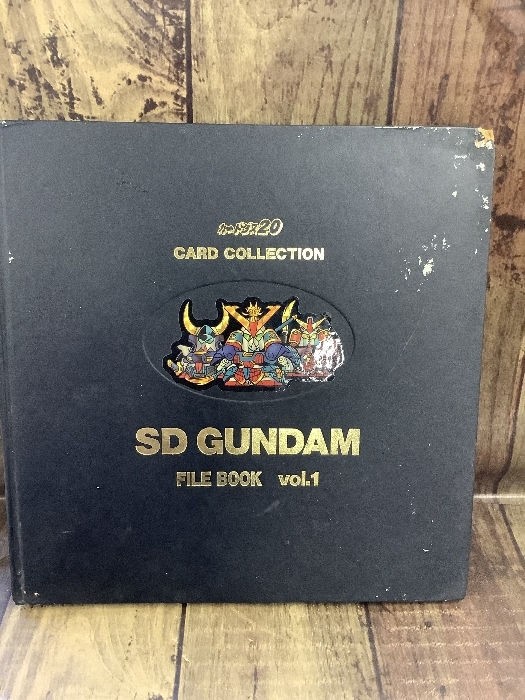 カードダス20
CARD COLLECTION
SD GUNDAM
FILE BOOK vol.1